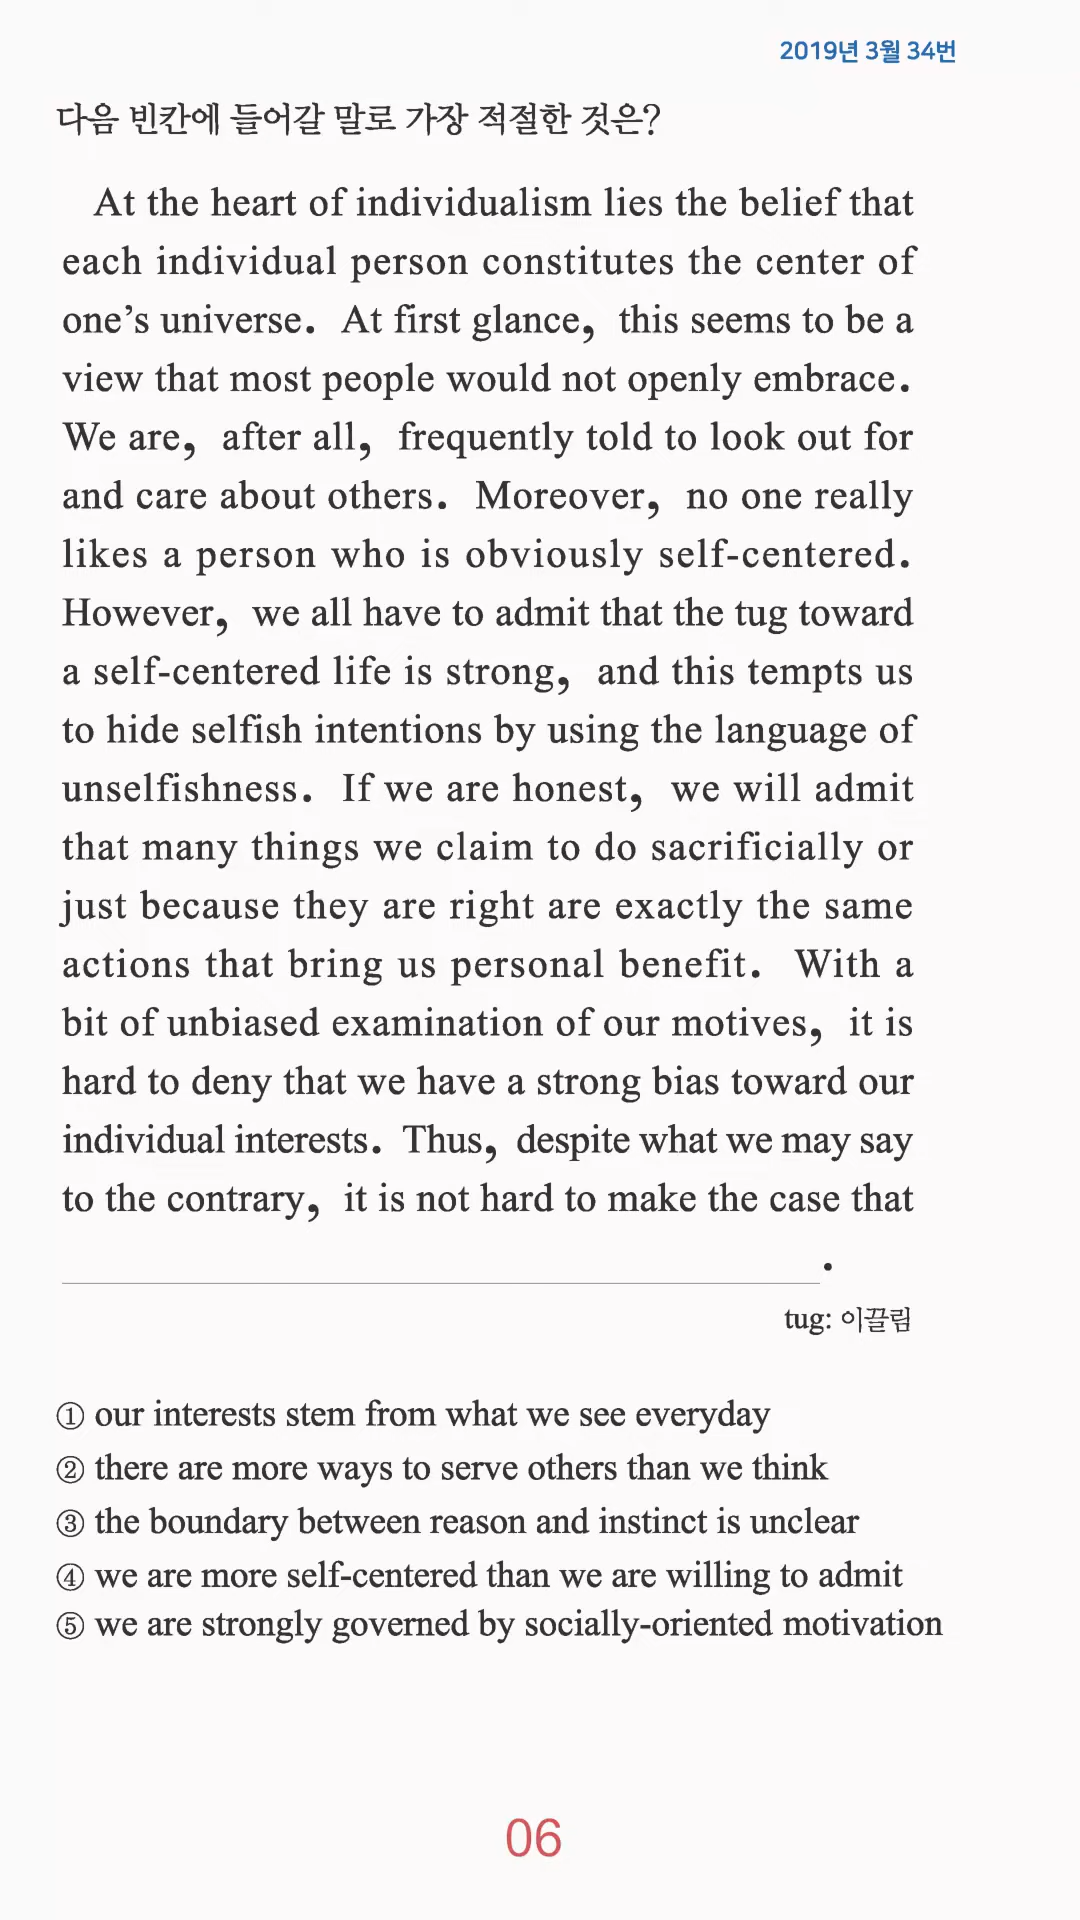 2019년 3월 34번
다음 빈칸에 들어갈 말로 가장 적절한 것은?
At the heart of individualism lies the belief that
each individual person constitutes the center of
one’s universe. At first glance, this seems to be a
view that most people would not openly embrace.
We are, after all, frequently told to look out for
and care about others. Moreover, no one really
likes a person who is obviously self-centered.
However, we all have to admit that the tug toward
a self-centered life is strong, and this tempts us
to hide selfish intentions by using the language of
unselfishness. If we are honest, we will admit
that many things we claim to do sacrificially or
just because they are right are exactly the same
actions that bring us personal benefit. With a
bit of unbiased examination of our motives, it is
hard to deny that we have a strong bias toward our
individual interests. Thus, despite what we may say
to the contrary, it is not hard to make the case that
.
tug: 이끌림
① our interests stem from what we see everyday
② there are more ways to serve others than we think
③ the boundary between reason and instinct is unclear
④ we are more self-centered than we are willing to admit
⑤ we are strongly governed by socially-oriented motivation
06